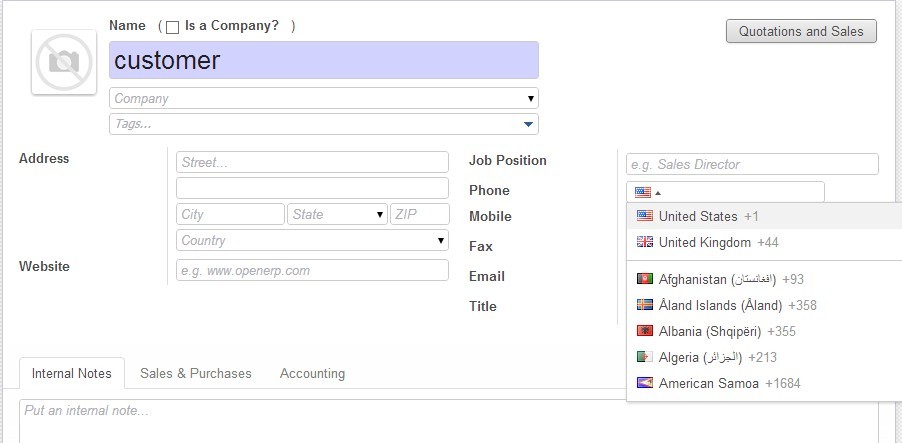 Name ( Is a Company? )
Quotations and Sales
customer
Company
Tags...
Address
Street...
City State ZIP
Country
Website
e.g. www.openerp.com
Job Position
e.g. Sales Director
Phone
Mobile
Fax
Email
Title
United States +1
United Kingdom +44
Afghanistan (‫افغانستان‬‎) +93
Åland Islands (Åland) +358
Albania (Shqipëri) +355
Algeria (‫الجزائر‬‎) +213
American Samoa +1684
Internal Notes Sales & Purchases Accounting
Put an internal note...